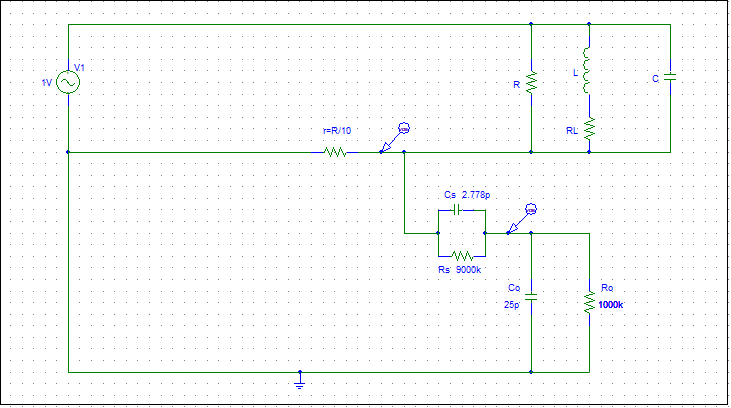 V1
1V
R
L
C
RL
r=R/10
Cs 2.778p
Rs 9000k
Co
25p
Ro
1000k